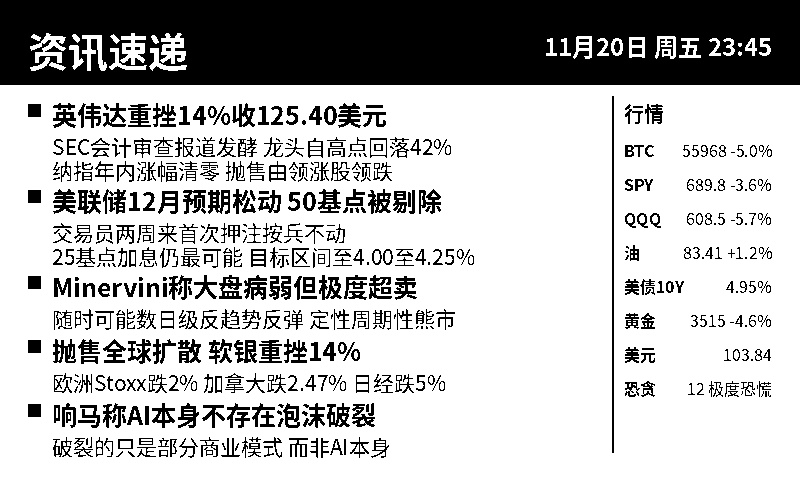 资讯速递
11月20日 周五 23:45
■ 英伟达重挫14%收125.40美元
SEC会计审查报道发酵 龙头自高点回落42%
纳指年内涨幅清零 抛售由领涨股领跌
■ 美联储12月预期松动 50基点被剔除
交易员两周来首次押注按兵不动
25基点加息仍最可能 目标区间至4.00至4.25%
■ Minervini称大盘病弱但极度超卖
随时可能数日级反趋势反弹 定性周期性熊市
■ 抛售全球扩散 软银重挫14%
欧洲Stoxx跌2% 加拿大跌2.47% 日经跌5%
■ 响马称AI本身不存在泡沫破裂
破裂的只是部分商业模式 而非AI本身
行情
BTC 55968 -5.0%
SPY 689.8 -3.6%
QQQ 608.5 -5.7%
油 83.41 +1.2%
美债10Y 4.95%
黄金 3515 -4.6%
美元 103.84
恐贪 12 极度恐慌